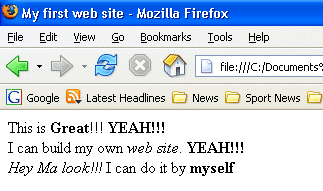 My first web site - Mozilla Firefox
File Edit View Go Bookmarks Tools Help
file:///C:/Documents%
G Google Latest Headlines News Sport News
This is Great!!! YEAH!!!
I can build my own web site. YEAH!!!
Hey Ma look!!! I can do it by myself